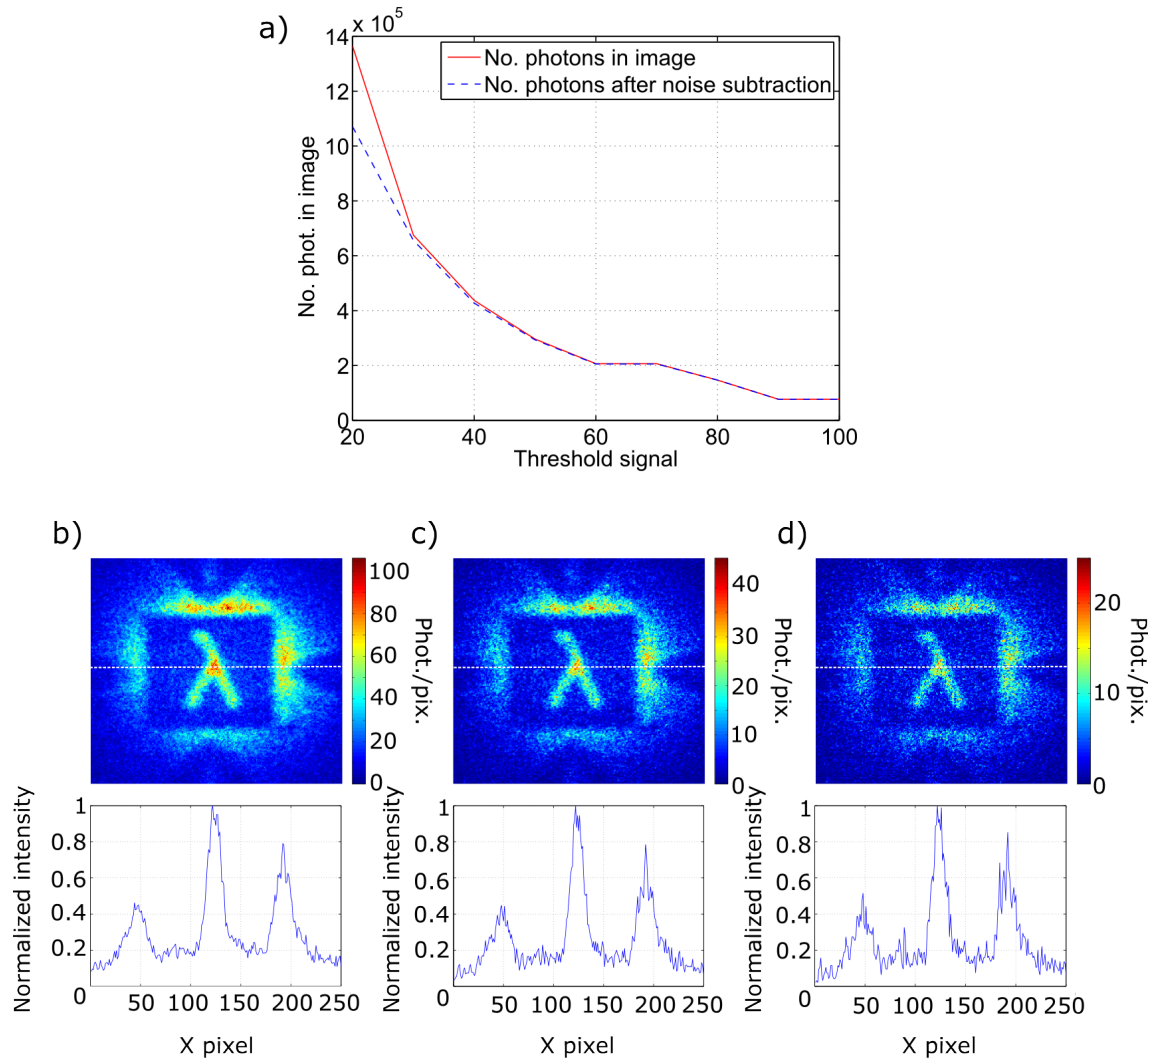 a)
× 10⁵
14
12
10
8
6
4
2
0
No. phot. in image
No. photons in image
No. photons after noise subtraction
20 40 60 80 100
Threshold signal
b)
100
80
60
40
20
0
Phot./pix.
c)
40
30
20
10
0
Phot./pix.
d)
20
10
0
Phot./pix.
Normalized intensity
1
0.8
0.6
0.4
0.2
0
50 100 150 200 250
X pixel
Normalized intensity
1
0.8
0.6
0.4
0.2
0
50 100 150 200 250
X pixel
Normalized intensity
1
0.8
0.6
0.4
0.2
0
50 100 150 200 250
X pixel
λ
λ
λ